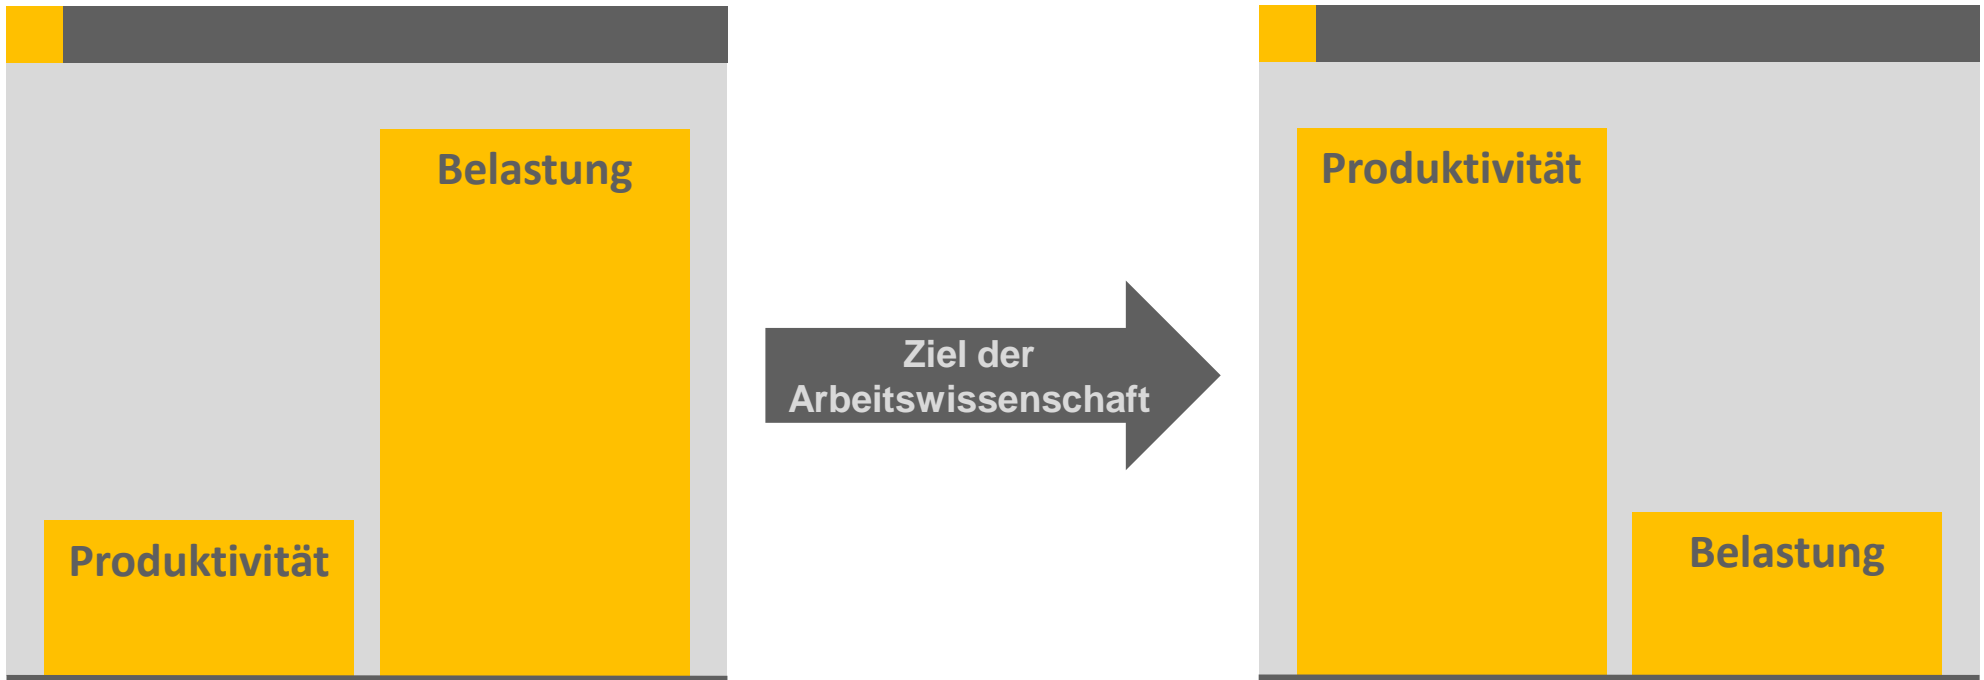 Belastung
Produktivität
Ziel der
Arbeitswissenschaft
Produktivität
Belastung